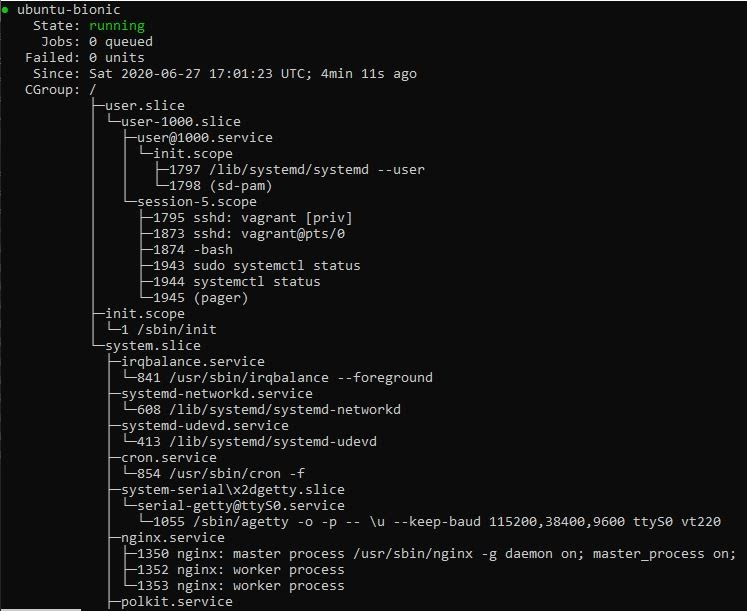 ● ubuntu-bionic
    State: running
     Jobs: 0 queued
   Failed: 0 units
    Since: Sat 2020-06-27 17:01:23 UTC; 4min 11s ago
   CGroup: /
           ├─user.slice
           │ └─user-1000.slice
           │   ├─user@1000.service
           │   │ └─init.scope
           │   │   ├─1797 /lib/systemd/systemd --user
           │   │   └─1798 (sd-pam)
           │   └─session-5.scope
           │     ├─1795 sshd: vagrant [priv]
           │     ├─1873 sshd: vagrant@pts/0
           │     ├─1874 -bash
           │     ├─1943 sudo systemctl status
           │     ├─1944 systemctl status
           │     └─1945 (pager)
           ├─init.scope
           │ └─1 /sbin/init
           └─system.slice
             ├─irqbalance.service
             │ └─841 /usr/sbin/irqbalance --foreground
             ├─systemd-networkd.service
             │ └─608 /lib/systemd/systemd-networkd
             ├─systemd-udevd.service
             │ └─413 /lib/systemd/systemd-udevd
             ├─cron.service
             │ └─854 /usr/sbin/cron -f
             ├─system-serial\x2dgetty.slice
             │ └─serial-getty@ttyS0.service
             │   └─1055 /sbin/agetty -o -p -- \u --keep-baud 115200,38400,9600 ttyS0 vt220
             ├─nginx.service
             │ ├─1350 nginx: master process /usr/sbin/nginx -g daemon on; master_process on;
             │ ├─1352 nginx: worker process
             │ └─1353 nginx: worker process
             ├─polkit.service